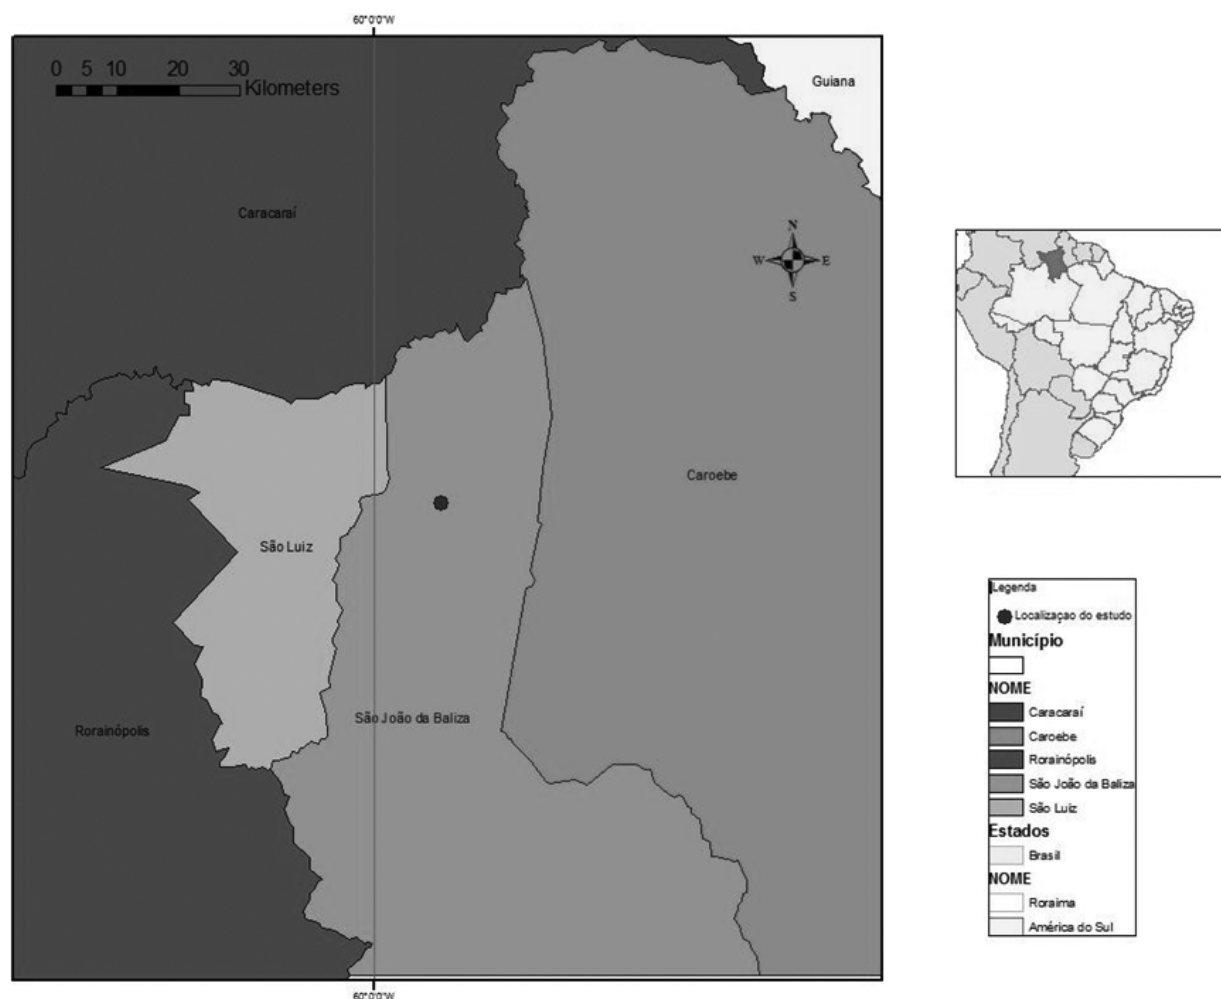 60°0'0"W
0 5 10 20 30
Kilometers
Guiana
Caracaraí
N
W E
S
Caroebe
São Luiz
São João da Baliza
Rorainópolis
60°0'0"W
Legenda
Localizaçao do estudo
Município
NOME
Caracaraí
Caroebe
Rorainópolis
São João da Baliza
São Luiz
Estados
Brasil
NOME
Roraima
América do Sul